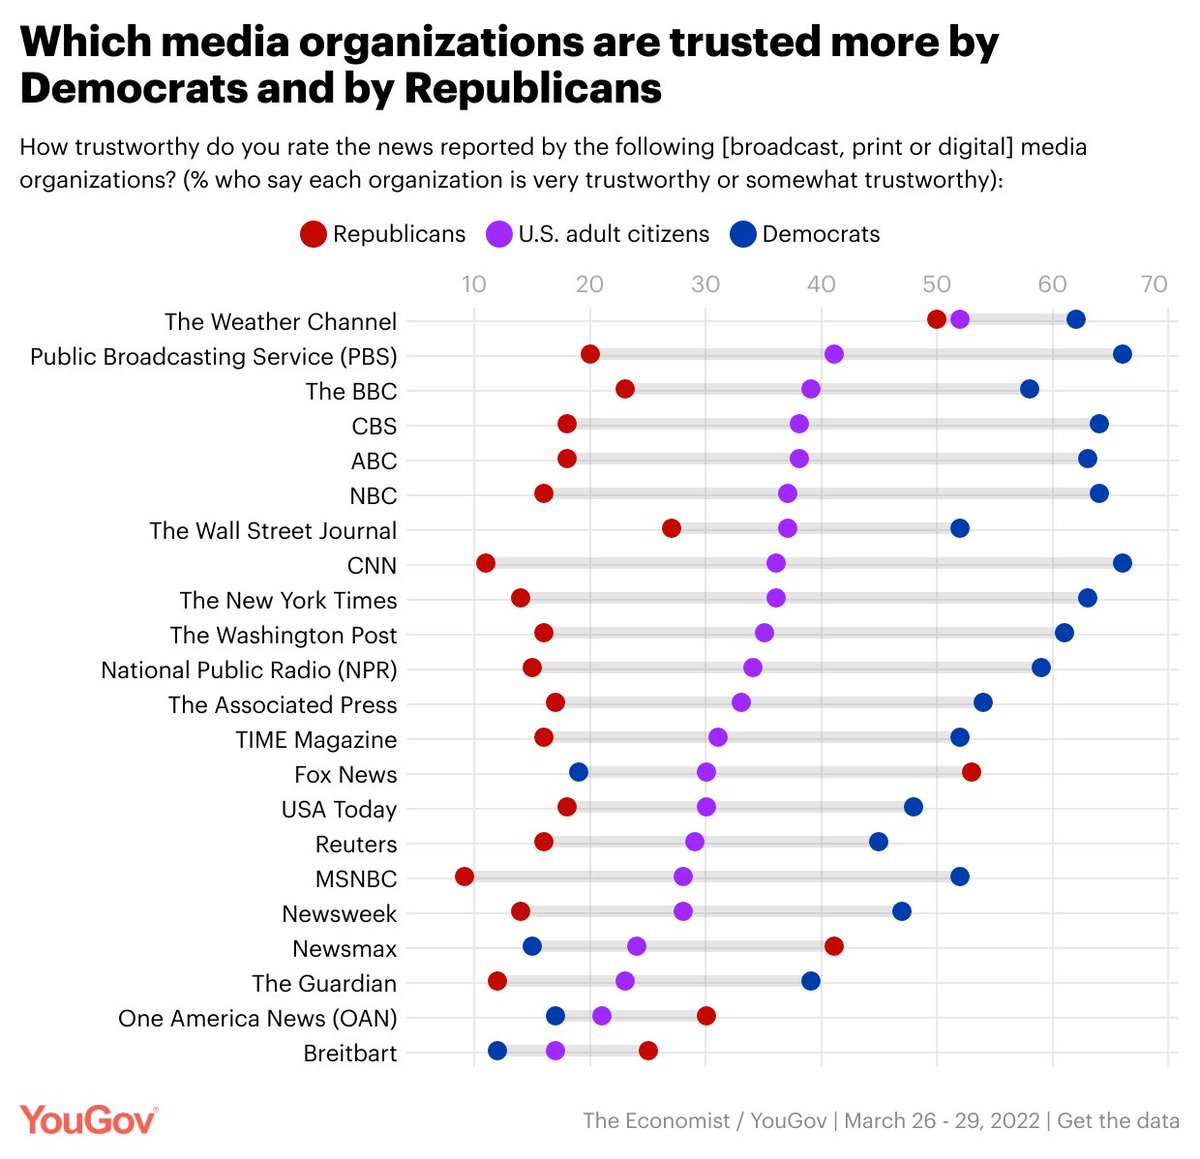 Which media organizations are trusted more by
Democrats and by Republicans
How trustworthy do you rate the news reported by the following [broadcast, print or digital] media
organizations? (% who say each organization is very trustworthy or somewhat trustworthy):
Republicans U.S. adult citizens Democrats
10 20 30 40 50 60 70
The Weather Channel
Public Broadcasting Service (PBS)
The BBC
CBS
ABC
NBC
The Wall Street Journal
CNN
The New York Times
The Washington Post
National Public Radio (NPR)
The Associated Press
TIME Magazine
Fox News
USA Today
Reuters
MSNBC
Newsweek
Newsmax
The Guardian
One America News (OAN)
Breitbart
YouGov® The Economist / YouGov | March 26 - 29, 2022 | Get the data